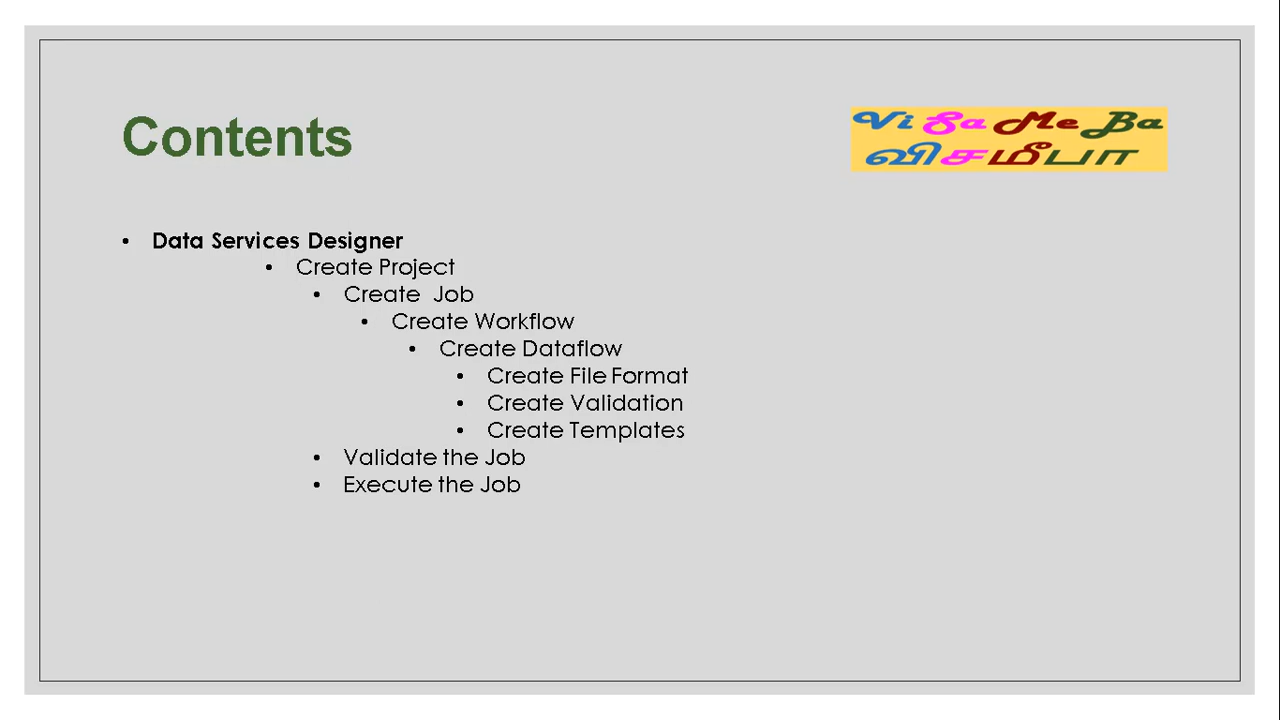 Contents
Vi Sa Me Ba
விசமீபா
• Data Services Designer
• Create Project
• Create Job
• Create Workflow
• Create Dataflow
• Create File Format
• Create Validation
• Create Templates
• Validate the Job
• Execute the Job